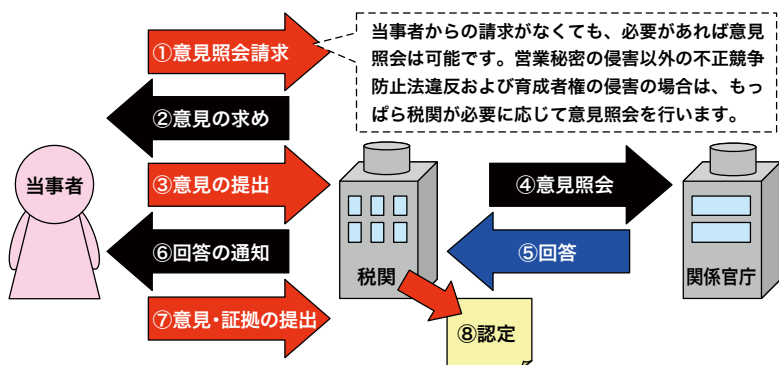 ①意見照会請求
当事者からの請求がなくても、必要があれば意見
照会は可能です。営業秘密の侵害以外の不正競争
防止法違反および育成者権の侵害の場合は、もっ
ぱら税関が必要に応じて意見照会を行います。
②意見の求め
当事者
③意見の提出
④意見照会
⑥回答の通知
⑤回答
税関
関係官庁
⑦意見・証拠の提出
⑧認定